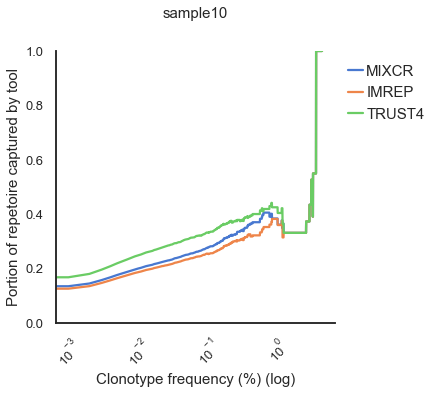 sample10
Portion of repetoire captured by tool
1.0
0.8
0.6
0.4
0.2
0.0
10⁻³
10⁻²
10⁻¹
10⁰
Clonotype frequency (%) (log)
MIXCR
IMREP
TRUST4